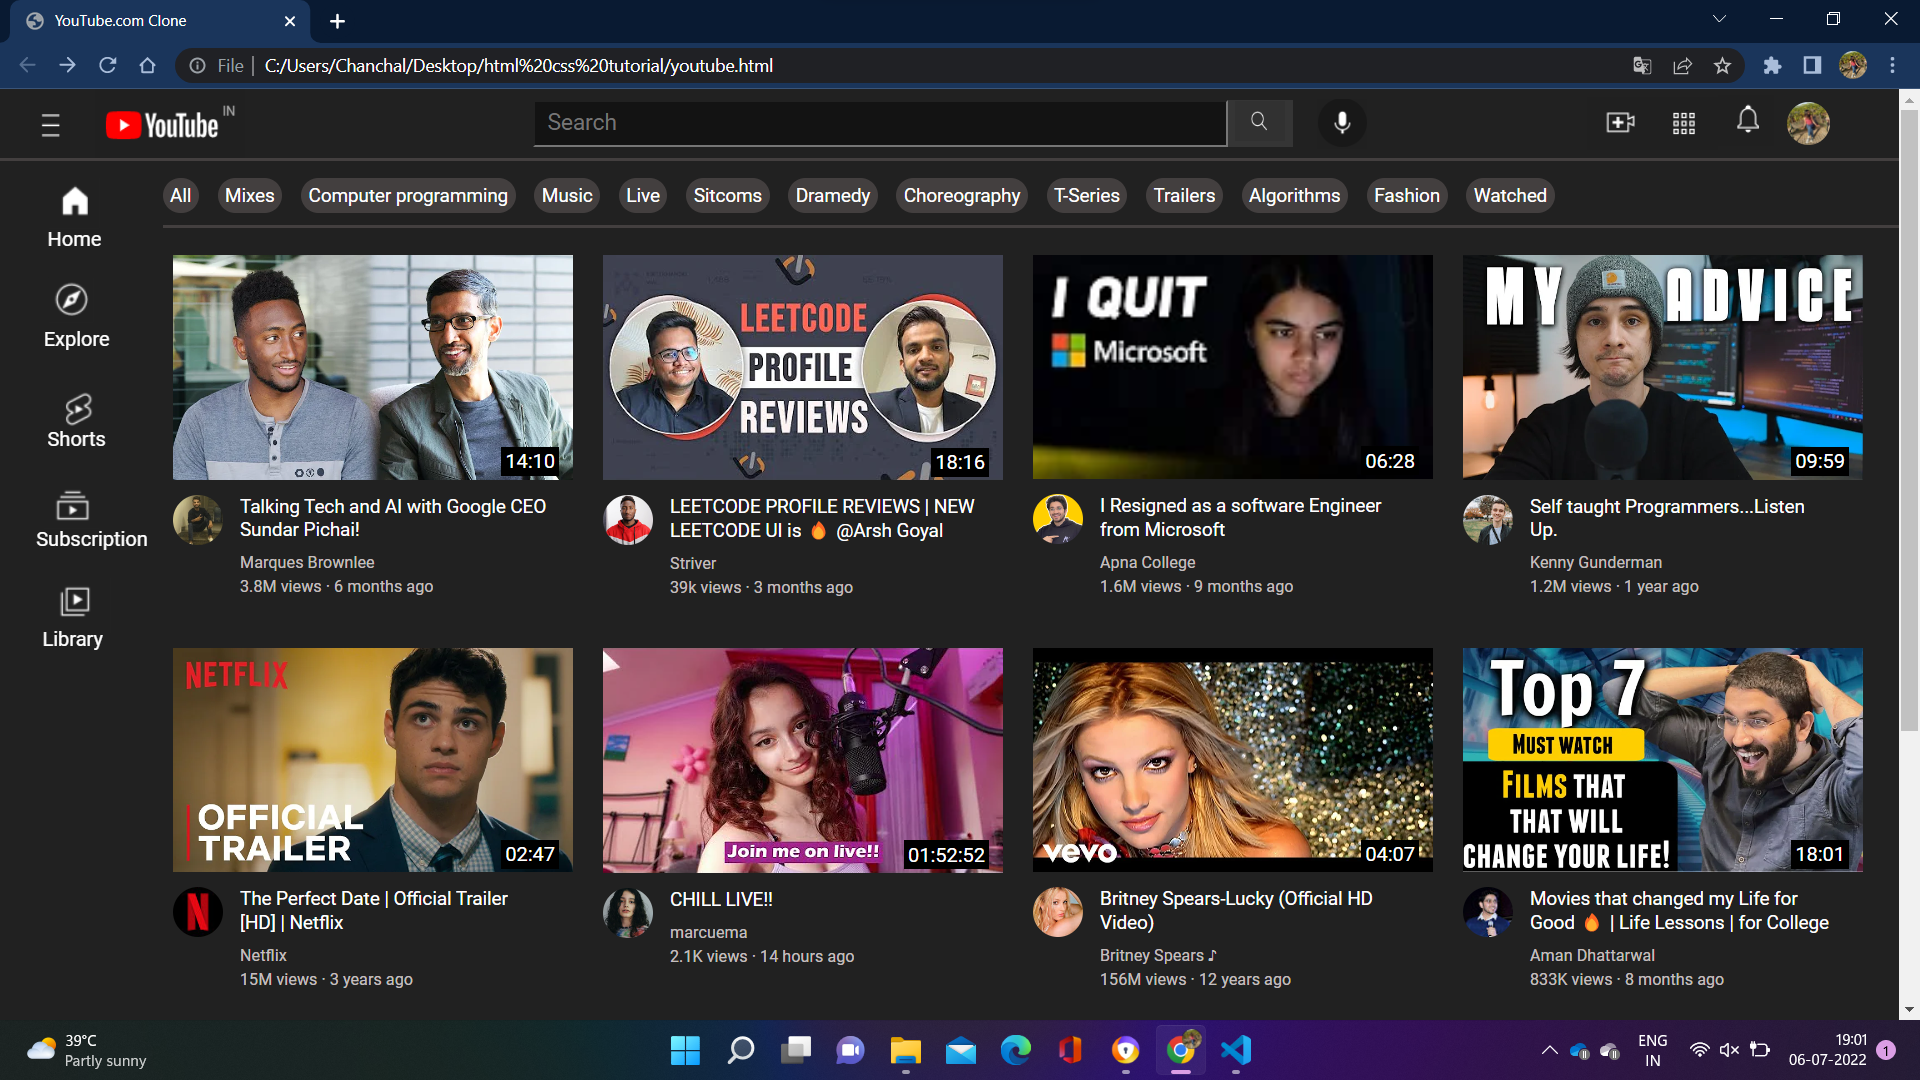 YouTube.com Clone
File | C:/Users/Chanchal/Desktop/html%20css%20tutorial/youtube.html
YouTube IN
Search
All Mixes Computer programming Music Live Sitcoms Dramedy Choreography T-Series Trailers Algorithms Fashion Watched
Home
Explore
Shorts
Subscription
Library
14:10
Talking Tech and AI with Google CEO
Sundar Pichai!
Marques Brownlee
3.8M views · 6 months ago
LEETCODE
PROFILE
REVIEWS
18:16
LEETCODE PROFILE REVIEWS | NEW
LEETCODE UI is 🔥 @Arsh Goyal
Striver
39k views · 3 months ago
I QUIT
Microsoft
06:28
I Resigned as a software Engineer
from Microsoft
Apna College
1.6M views · 9 months ago
MY ADVICE
09:59
Self taught Programmers...Listen
Up.
Kenny Gunderman
1.2M views · 1 year ago
NETFLIX
OFFICIAL
TRAILER
02:47
The Perfect Date | Official Trailer
[HD] | Netflix
Netflix
15M views · 3 years ago
Join me on live!!
01:52:52
CHILL LIVE!!
marcuema
2.1K views · 14 hours ago
vevo
04:07
Britney Spears-Lucky (Official HD
Video)
Britney Spears ♪
156M views · 12 years ago
Top 7
MUST WATCH
FILMS THAT
THAT WILL
CHANGE YOUR LIFE!
18:01
Movies that changed my Life for
Good 🔥 | Life Lessons | for College
Aman Dhattarwal
833K views · 8 months ago
39°C
Partly sunny
ENG
IN
19:01
06-07-2022
1